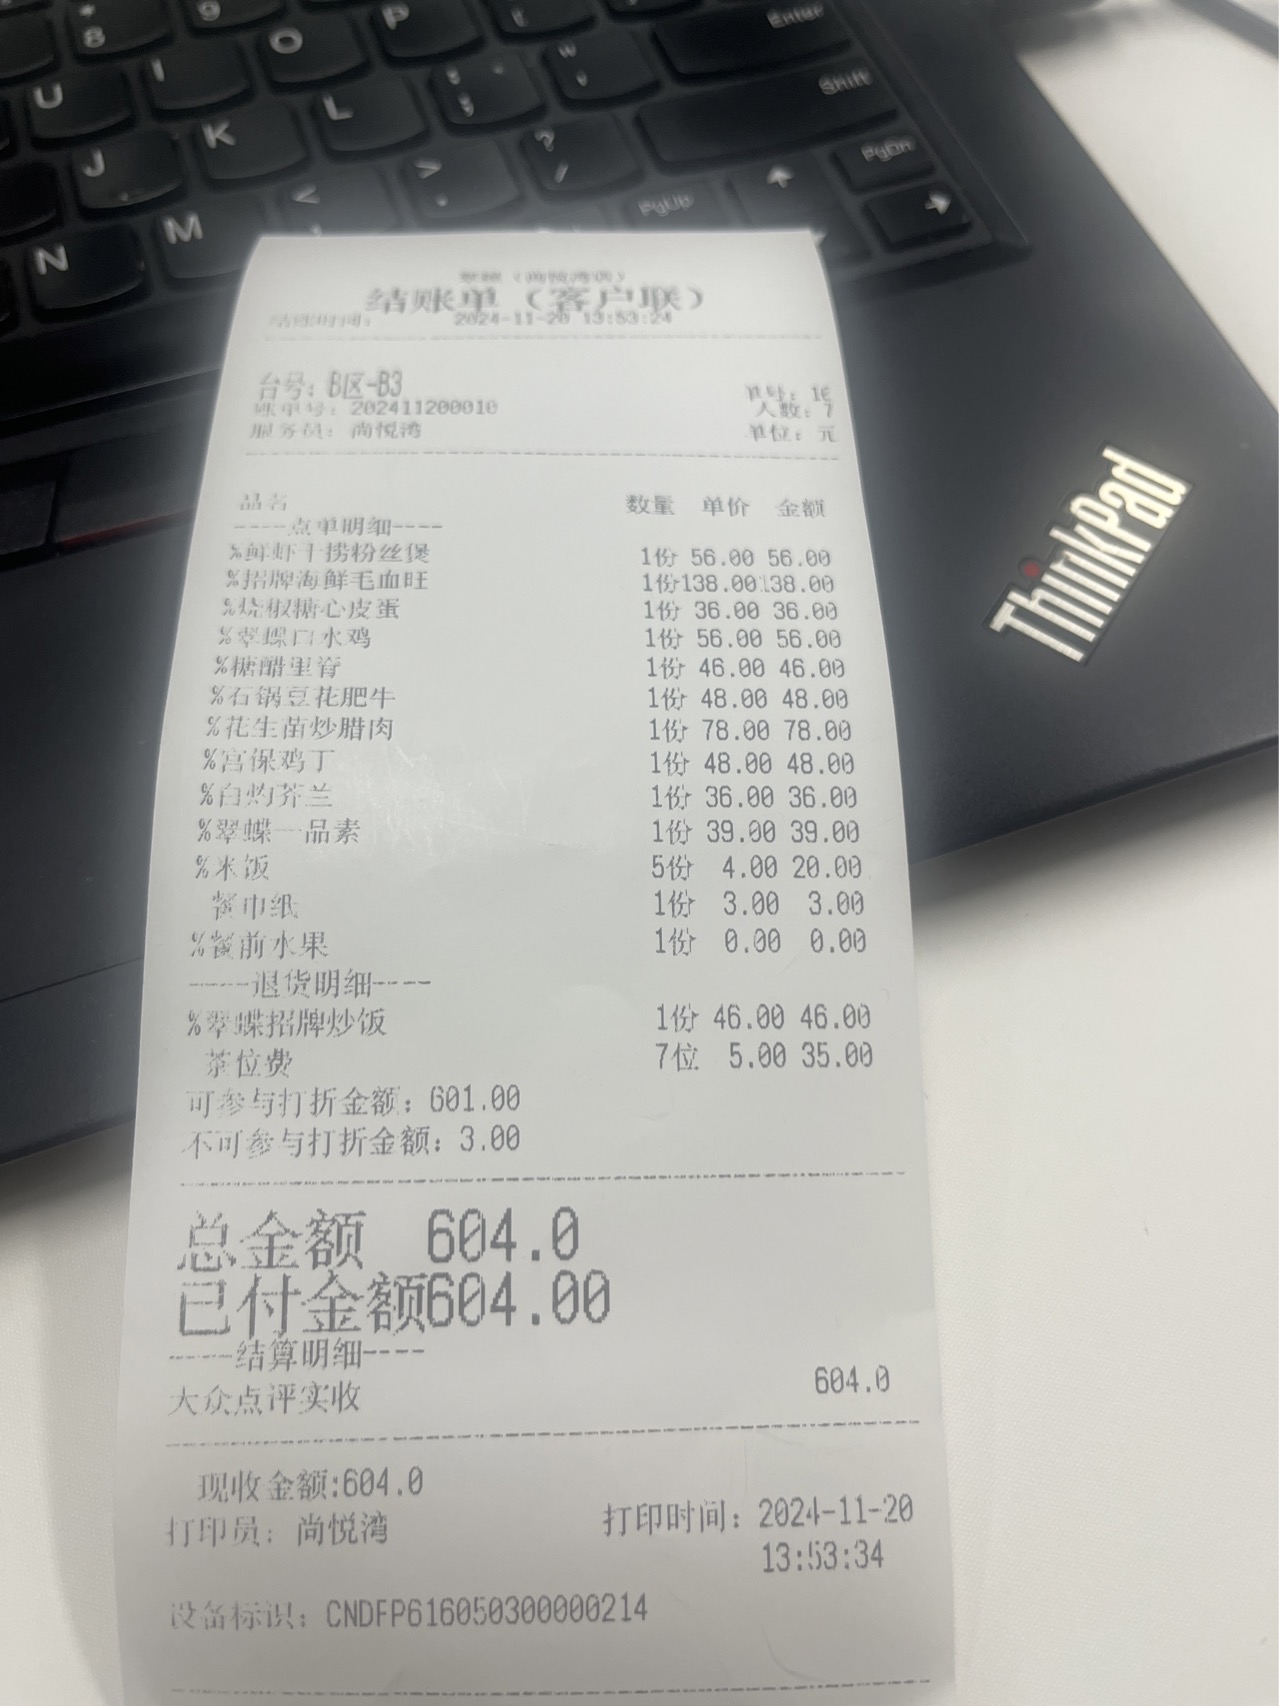 8
U
I
O
P
Enter
J
K
L
Shift
N
M
PgUp
PgDn
ThinkPad
结账单（客户联）
结账时间： 2024-11-20 13:53:24
台号：B区-B3
账单号：202411200010
人数：7
服务员：尚悦湾
单位：元
品名 数量 单价 金额
----点单明细----
%鲜虾干捞粉丝煲 1份 56.00 56.00
%招牌海鲜毛血旺 1份138.00138.00
%烧椒糖心皮蛋 1份 36.00 36.00
%翠蝶口水鸡 1份 56.00 56.00
%糖醋里脊 1份 46.00 46.00
%石锅豆花肥牛 1份 48.00 48.00
%花生苗炒腊肉 1份 78.00 78.00
%宫保鸡丁 1份 48.00 48.00
%白灼芥兰 1份 36.00 36.00
%翠蝶一品素 1份 39.00 39.00
%米饭 5份 4.00 20.00
餐巾纸 1份 3.00 3.00
%餐前水果 1份 0.00 0.00
----退货明细----
%翠蝶招牌炒饭 1份 46.00 46.00
茶位费 7位 5.00 35.00
可参与打折金额：601.00
不可参与打折金额：3.00
总金额 604.0
已付金额604.00
----结算明细----
大众点评实收 604.0
现收金额:604.0
打印员：尚悦湾 打印时间：2024-11-20
13:53:34
设备标识：CNDFP616050300000214